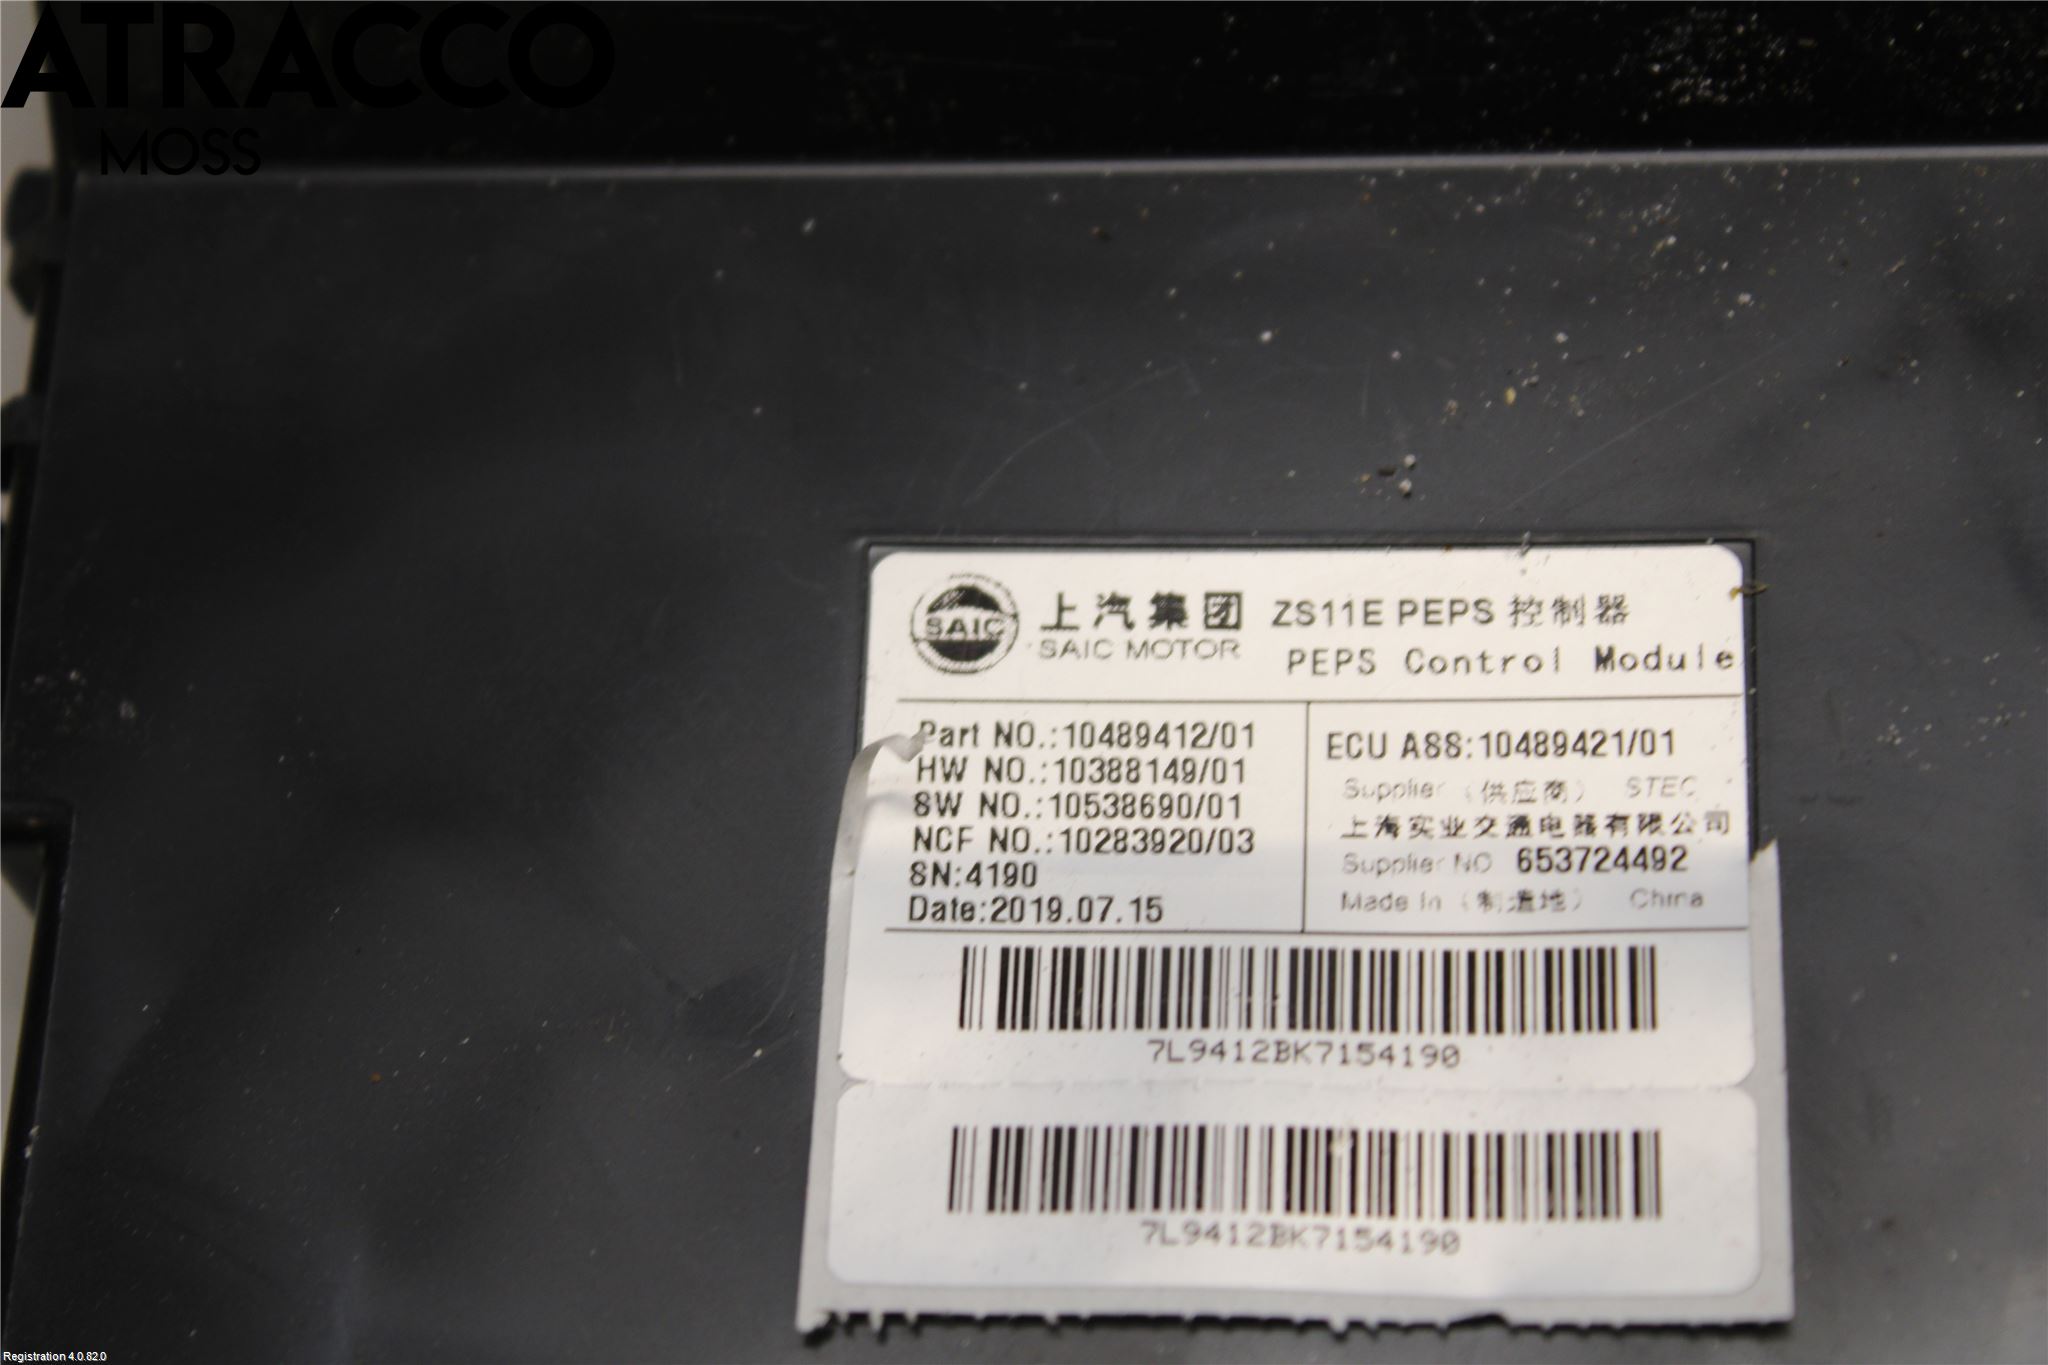 ATRACCO
MOSS
SAIC 上汽集团 ZS11E PEPS 控制器
SAIC MOTOR PEPS Control Module
Part NO.:10489412/01
HW NO.:10388149/01
SW NO.:10538690/01
NCF NO.:10283920/03
SN:4190
Date:2019.07.15
ECU ASS:10489421/01
Supplier（供应商） STEC
上海实业交通电器有限公司
Supplier NO 653724492
Made In（制造地） China
7L9412BK7154190
7L9412BK7154190
Registration 4.0.82.0